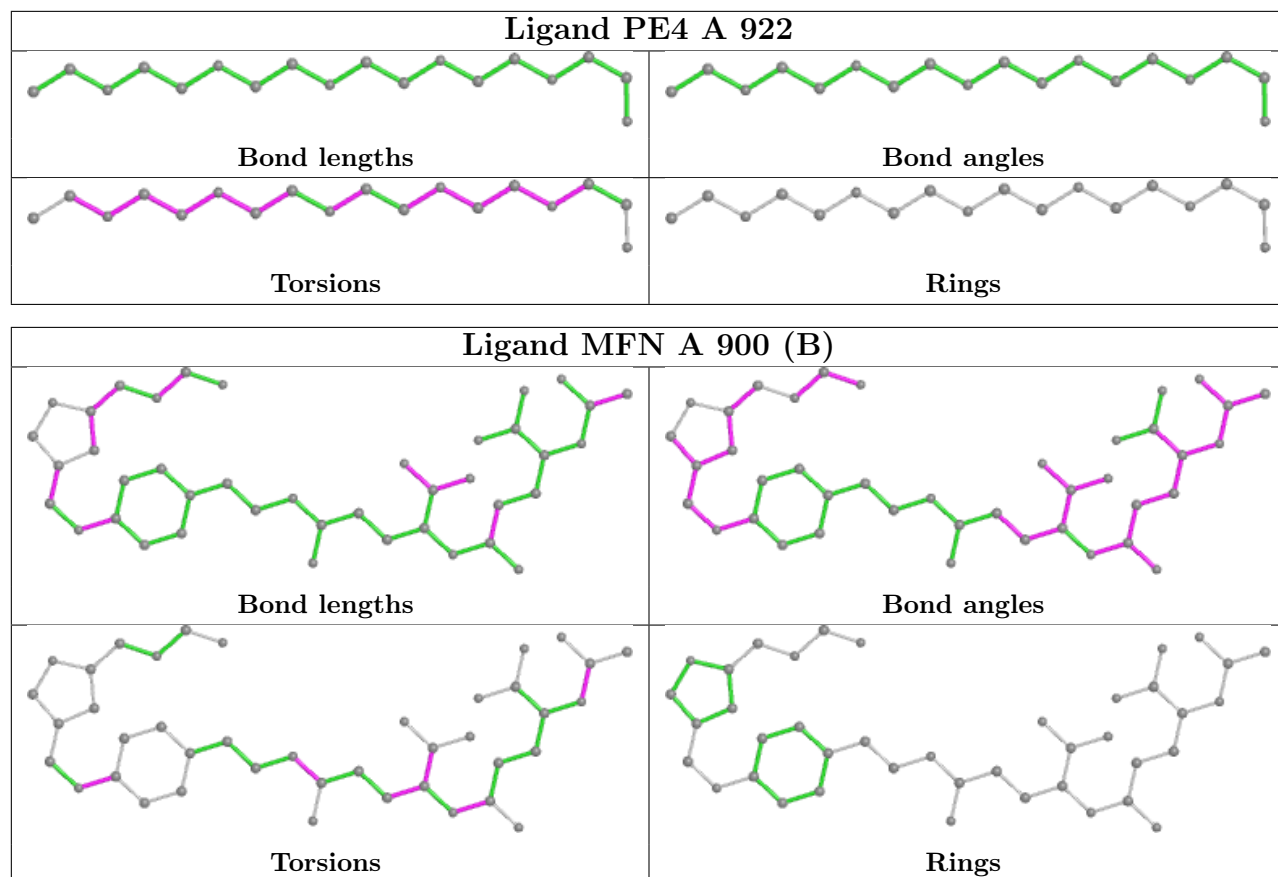 Ligand PE4 A 922
Bond lengths
Bond angles
Torsions
Rings
Ligand MFN A 900 (B)
Bond lengths
Bond angles
Torsions
Rings